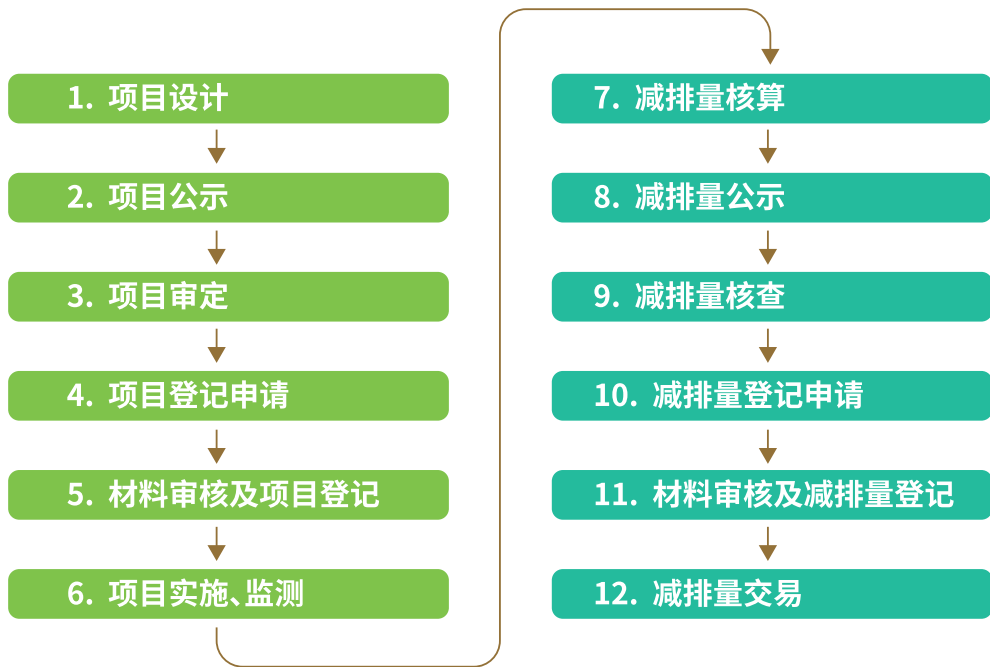 1. 项目设计
2. 项目公示
3. 项目审定
4. 项目登记申请
5. 材料审核及项目登记
6. 项目实施、监测
7. 减排量核算
8. 减排量公示
9. 减排量核查
10. 减排量登记申请
11. 材料审核及减排量登记
12. 减排量交易